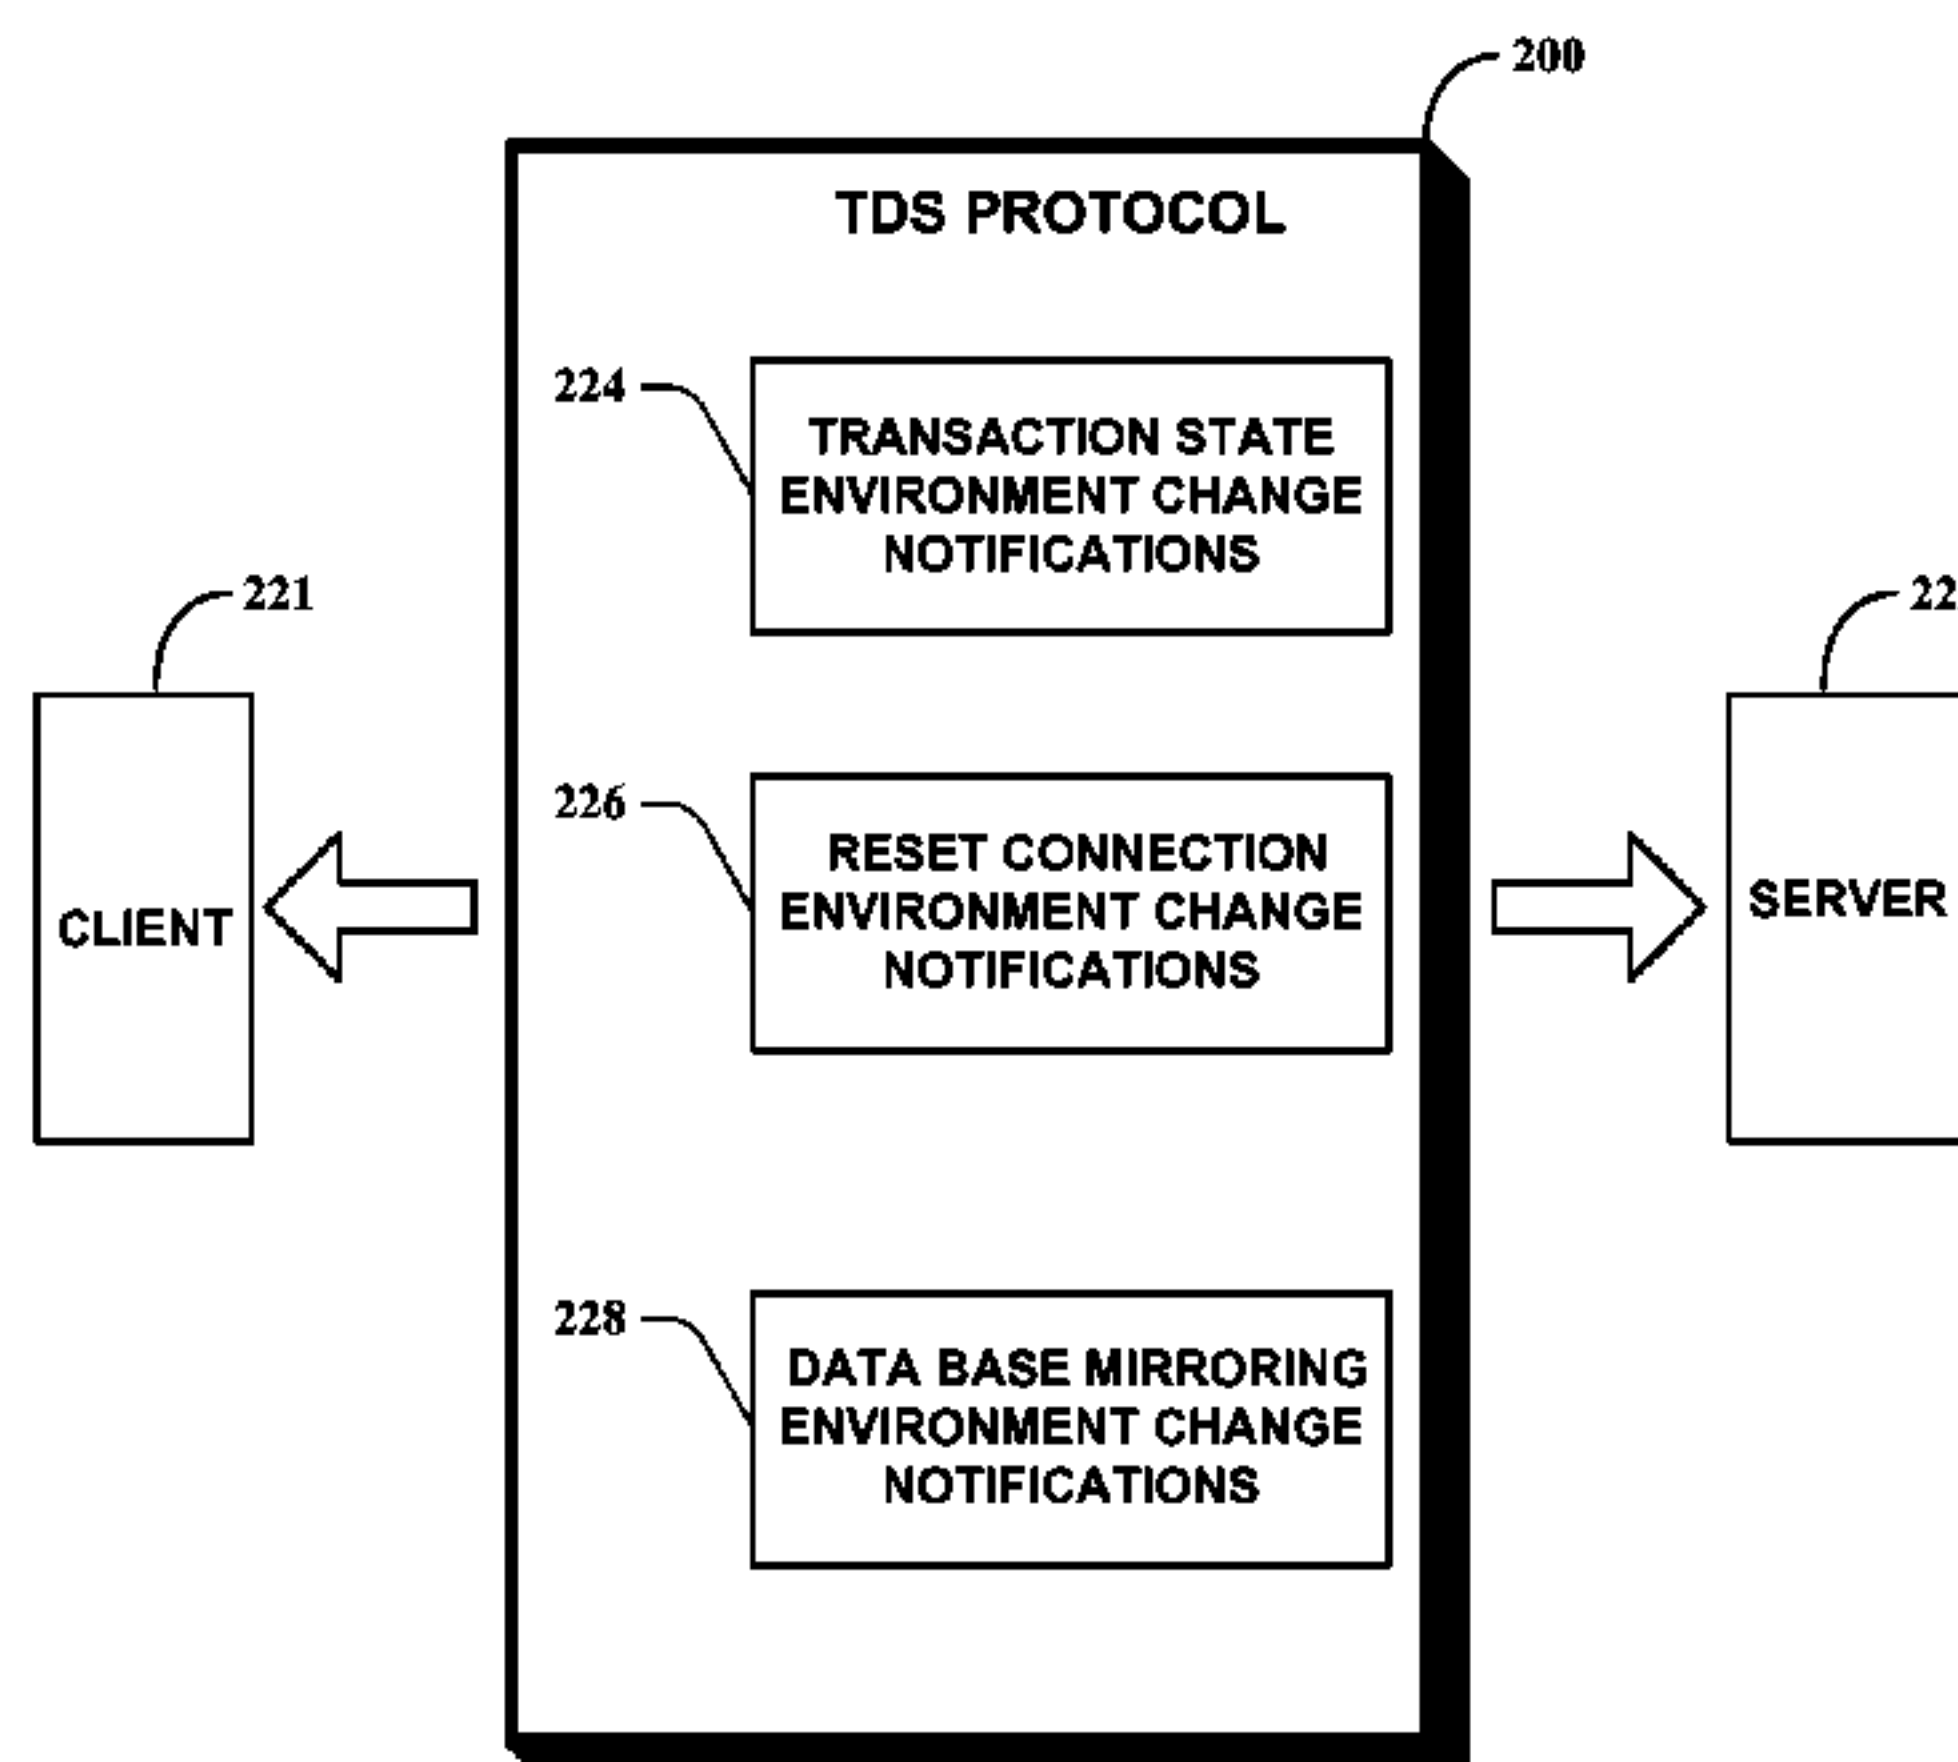 200
TDS PROTOCOL
224
TRANSACTION STATE
ENVIRONMENT CHANGE
NOTIFICATIONS
221
226
RESET CONNECTION
ENVIRONMENT CHANGE
NOTIFICATIONS
CLIENT
SERVER
228
DATA BASE MIRRORING
ENVIRONMENT CHANGE
NOTIFICATIONS